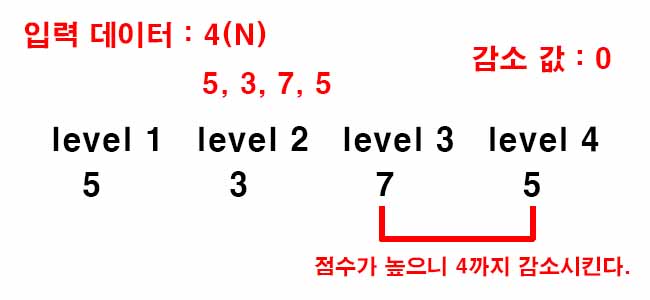 입력 데이터 : 4(N)
감소 값 : 0
5, 3, 7, 5
level 1 level 2 level 3 level 4
5 3 7 5
점수가 높으니 4까지 감소시킨다.